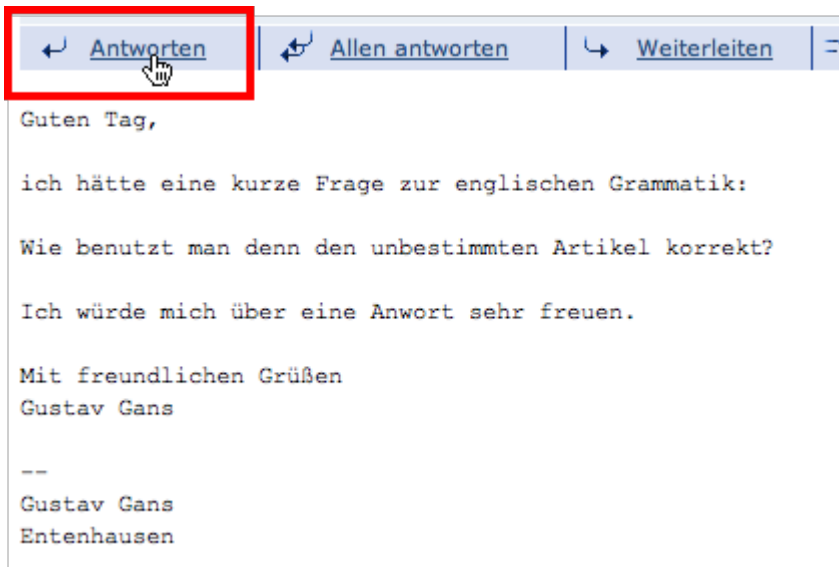 Antworten Allen antworten Weiterleiten
Guten Tag,
ich hätte eine kurze Frage zur englischen Grammatik:
Wie benutzt man denn den unbestimmten Artikel korrekt?
Ich würde mich über eine Anwort sehr freuen.
Mit freundlichen Grüßen
Gustav Gans
--
Gustav Gans
Entenhausen